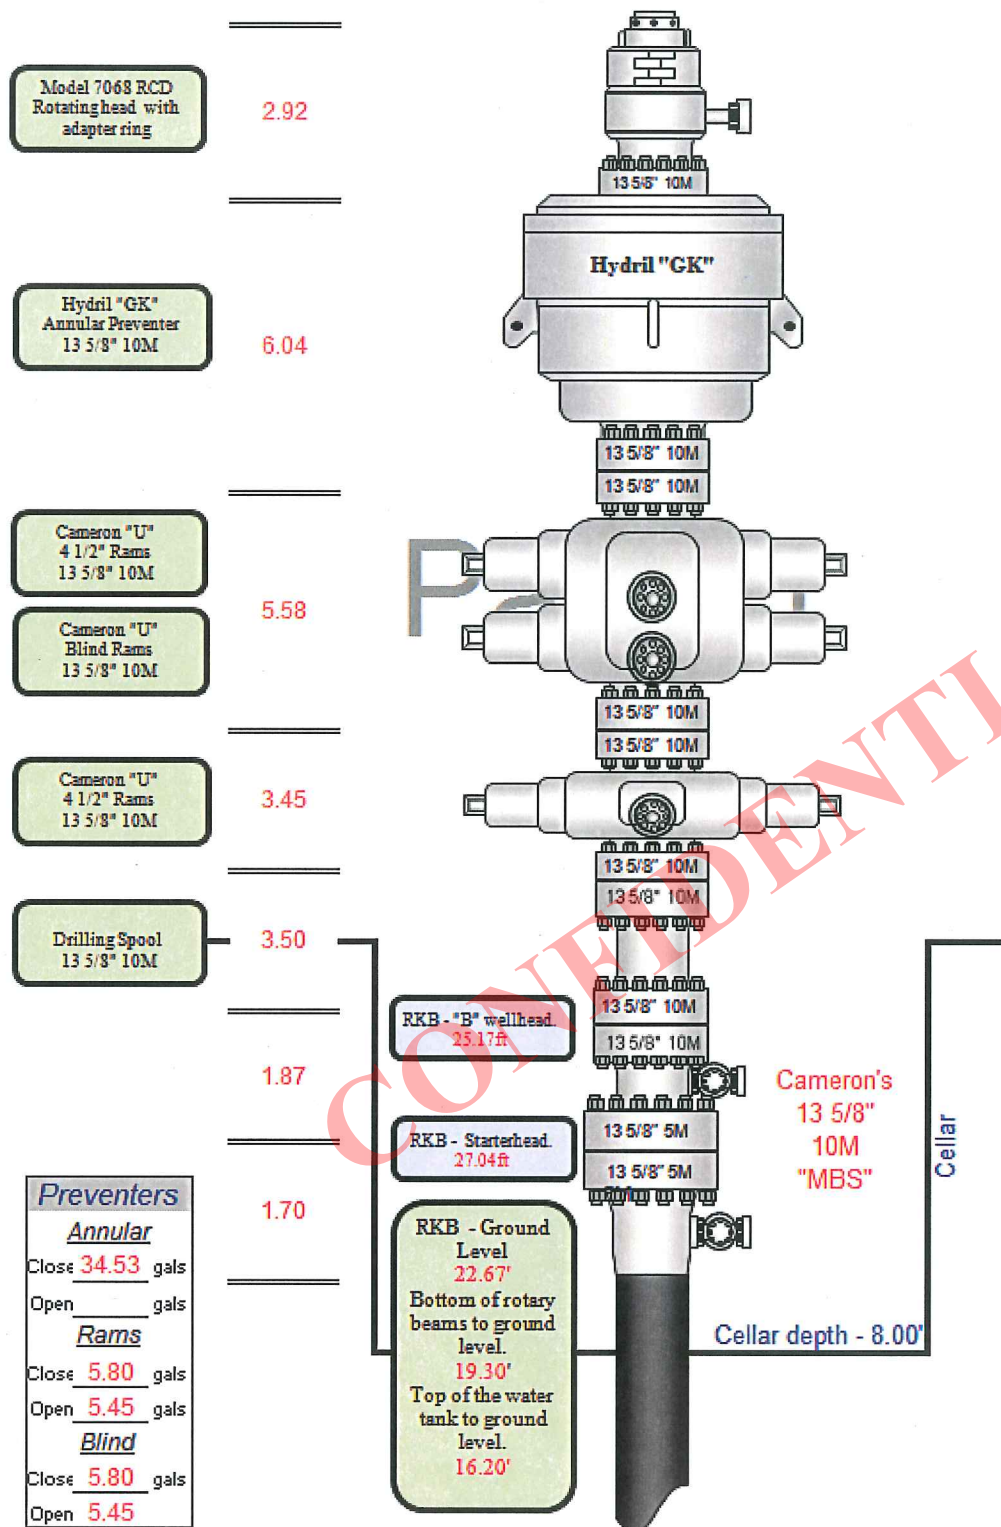 Model 7068 RCD
Rotating head with
adapter ring
2.92
13 5/8" 10M
Hydril "GK"
Hydril "GK"
Annular Preventer
13 5/8" 10M
6.04
13 5/8" 10M
13 5/8" 10M
Cameron "U"
4 1/2" Rams
13 5/8" 10M
Cameron "U"
Blind Rams
13 5/8" 10M
5.58
13 5/8" 10M
13 5/8" 10M
Cameron "U"
4 1/2" Rams
13 5/8" 10M
3.45
13 5/8" 10M
13 5/8" 10M
Drilling Spool
13 5/8" 10M
3.50
RKB - "B" wellhead.
25.17ft
13 5/8" 10M
13 5/8" 10M
1.87
Cameron's
13 5/8"
10M
"MBS"
Cellar
RKB - Starterhead.
27.04ft
13 5/8" 5M
13 5/8" 5M
1.70
RKB - Ground
Level
22.67'
Bottom of rotary
beams to ground
level.
19.30'
Top of the water
tank to ground
level.
16.20'
Cellar depth - 8.00'
Preventers
Annular
Close 34.53 gals
Open gals
Rams
Close 5.80 gals
Open 5.45 gals
Blind
Close 5.80 gals
Open 5.45
CONFIDENTI